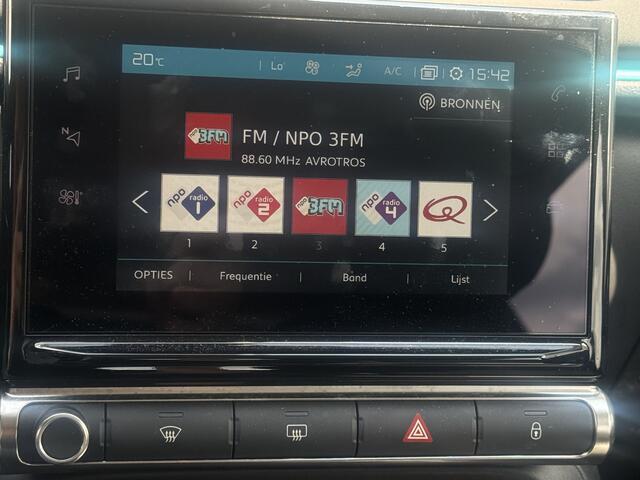 20°C Lo A/C 15:42
BRONNEN
N
3FM FM / NPO 3FM
88.60 MHz AVROTROS
npo radio 1 npo radio 2 npo 3FM npo radio 4 Q
1 2 3 4 5
OPTIES Frequentie Band Lijst